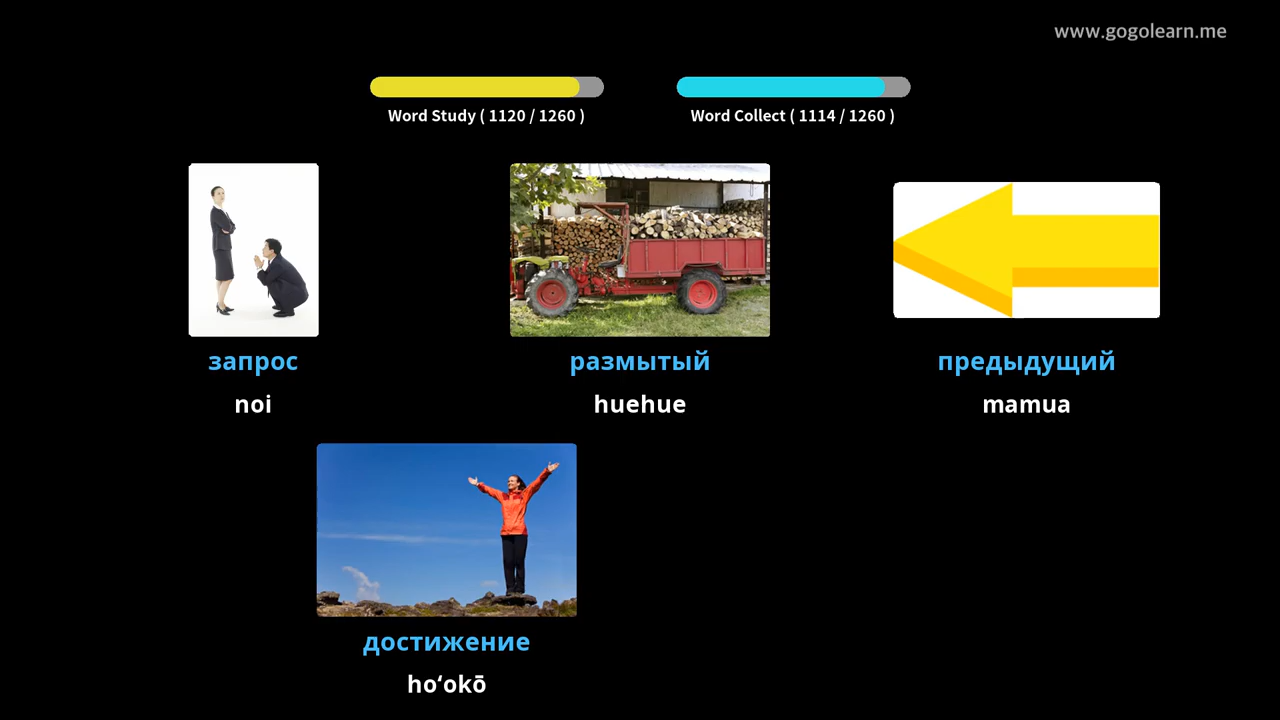 www.gogolearn.me
Word Study ( 1120 / 1260 )
Word Collect ( 1114 / 1260 )
запрос
noi
размытый
huehue
предыдущий
mamua
достижение
hoʻokō